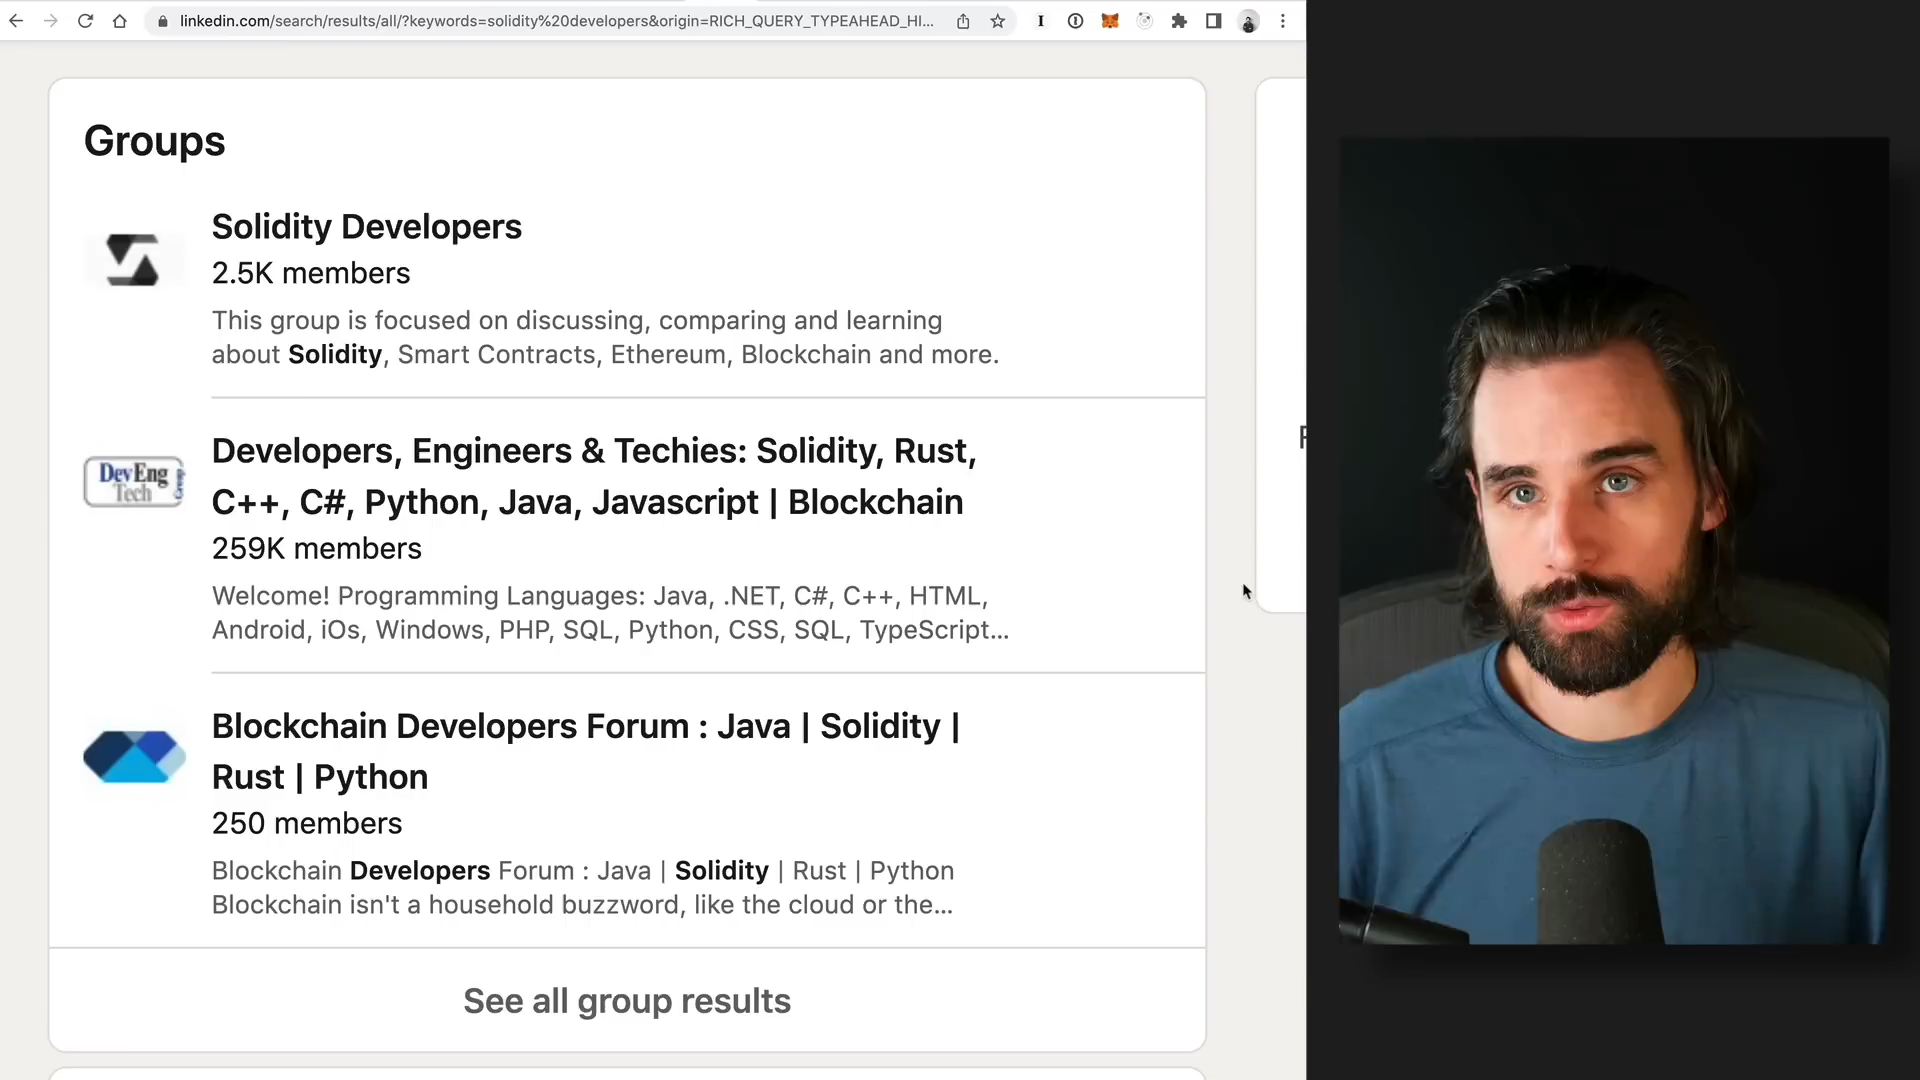 linkedin.com/search/results/all/?keywords=solidity%20developers&origin=RICH_QUERY_TYPEAHEAD_HI...
Groups
Solidity Developers
2.5K members
This group is focused on discussing, comparing and learning
about Solidity, Smart Contracts, Ethereum, Blockchain and more.
DevEng
Tech
Group
Developers, Engineers & Techies: Solidity, Rust,
C++, C#, Python, Java, Javascript | Blockchain
259K members
Welcome! Programming Languages: Java, .NET, C#, C++, HTML,
Android, iOs, Windows, PHP, SQL, Python, CSS, SQL, TypeScript...
Blockchain Developers Forum : Java | Solidity |
Rust | Python
250 members
Blockchain Developers Forum : Java | Solidity | Rust | Python
Blockchain isn't a household buzzword, like the cloud or the...
See all group results